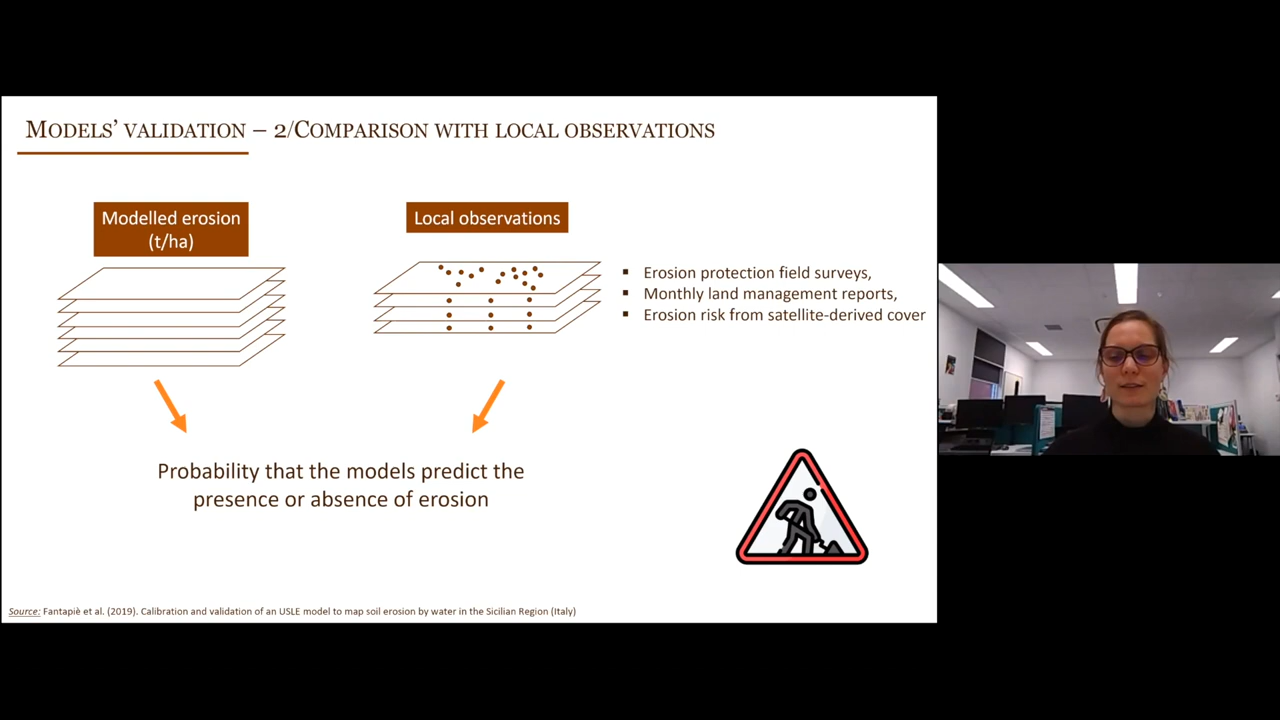 MODELS' VALIDATION – 2/COMPARISON WITH LOCAL OBSERVATIONS
Modelled erosion
(t/ha)
Local observations
▪ Erosion protection field surveys,
▪ Monthly land management reports,
▪ Erosion risk from satellite-derived cover
Probability that the models predict the
presence or absence of erosion
Source: Fantapiè et al. (2019). Calibration and validation of an USLE model to map soil erosion by water in the Sicilian Region (Italy)